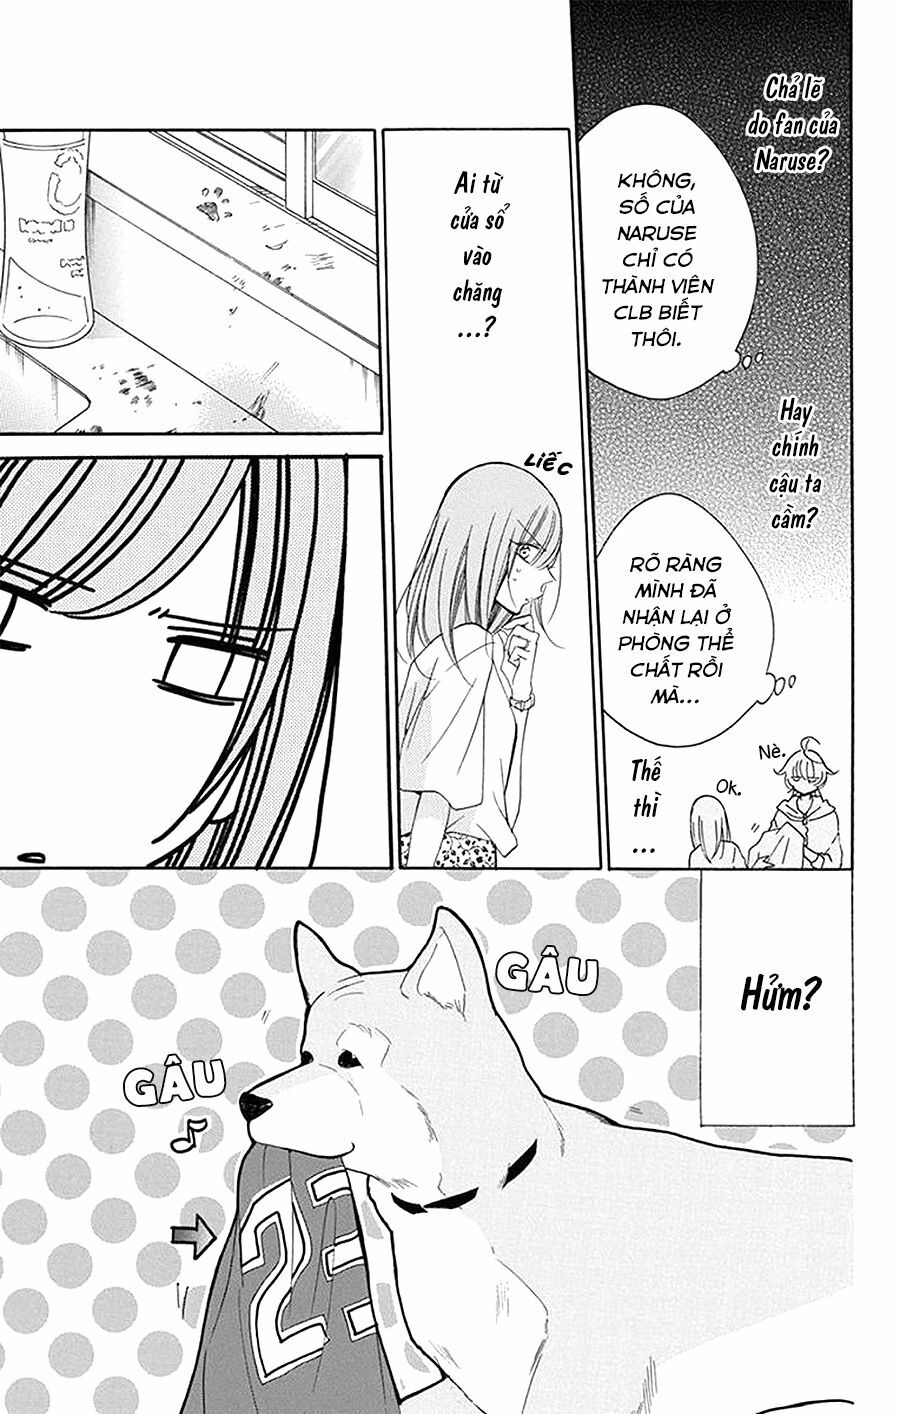 Chả lẽ
do fan của
Naruse?
KHÔNG,
SỐ CỦA
NARUSE
CHỈ CÓ
THÀNH VIÊN
CLB BIẾT
THÔI.
Hay
chính
cậu ta
cầm?
RÕ RÀNG
MÌNH ĐÃ
NHẬN LẠI Ở
PHÒNG THỂ
CHẤT RỒI
MÀ...
Nè.
Ok.
Thế
thì
...
Ai từ
cửa sổ
vào
chăng
...?
LIẾC
Hửm?
GÂU
GÂU
23